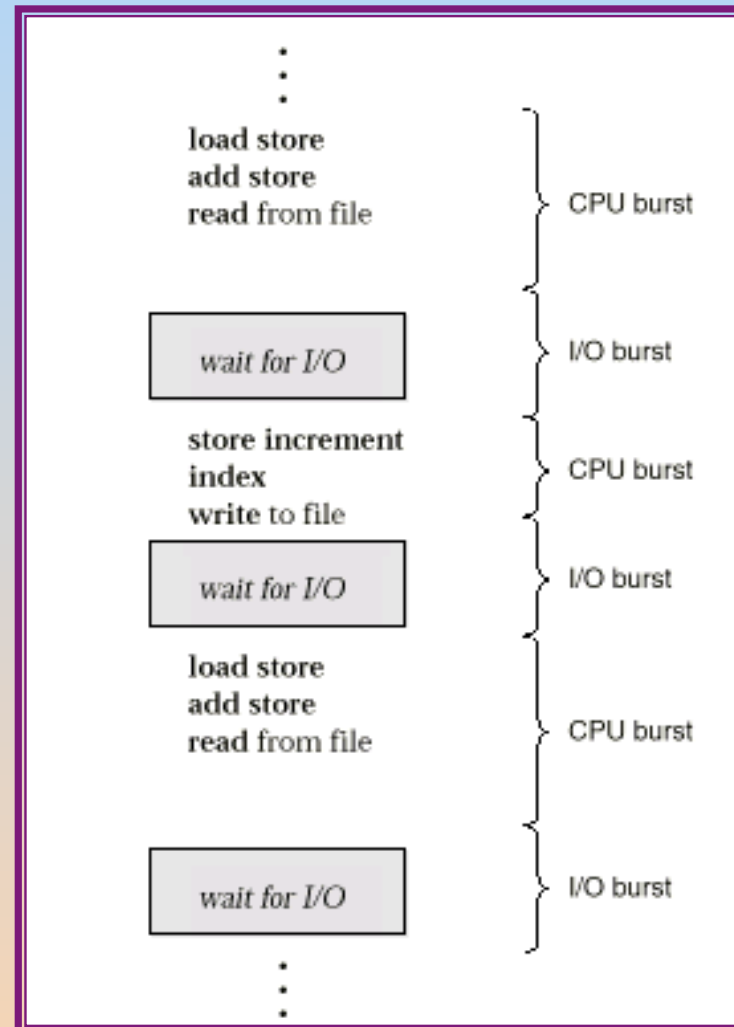 load store
add store
read from file
CPU burst
wait for I/O
I/O burst
store increment
index
write to file
CPU burst
wait for I/O
I/O burst
load store
add store
read from file
CPU burst
wait for I/O
I/O burst